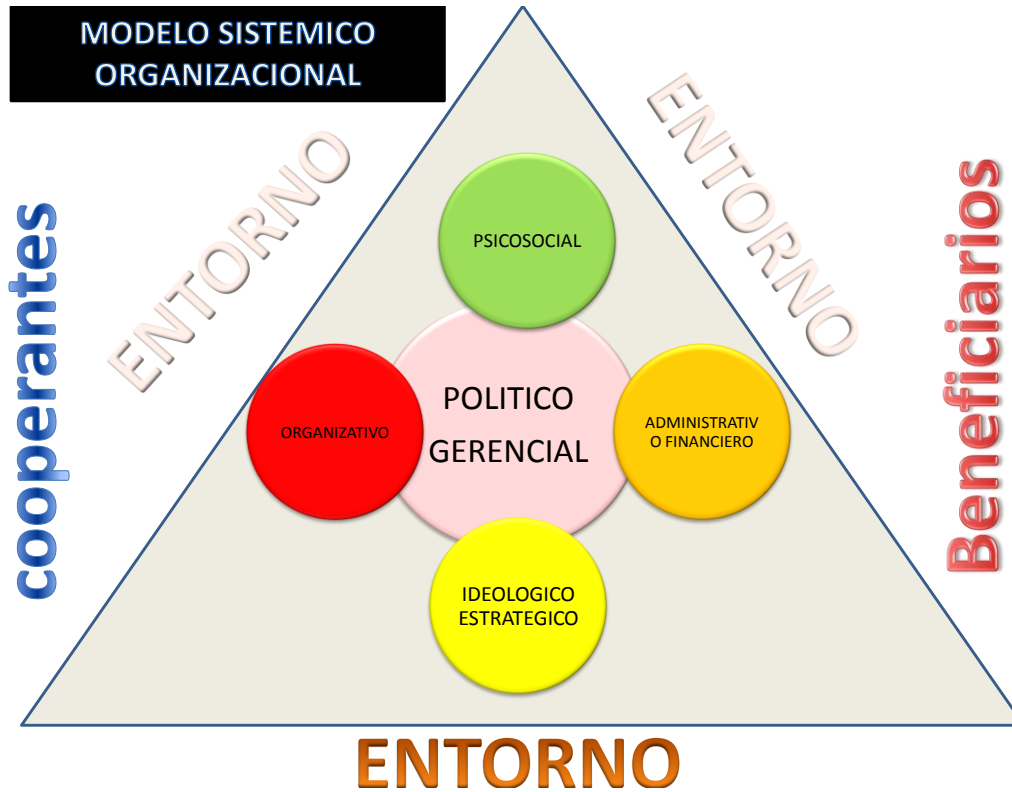 MODELO SISTEMICO
ORGANIZACIONAL
ENTORNO
ENTORNO
cooperantes
Beneficiarios
PSICOSOCIAL
ORGANIZATIVO
POLITICO
GERENCIAL
ADMINISTRATIV
O FINANCIERO
IDEOLOGICO
ESTRATEGICO
ENTORNO